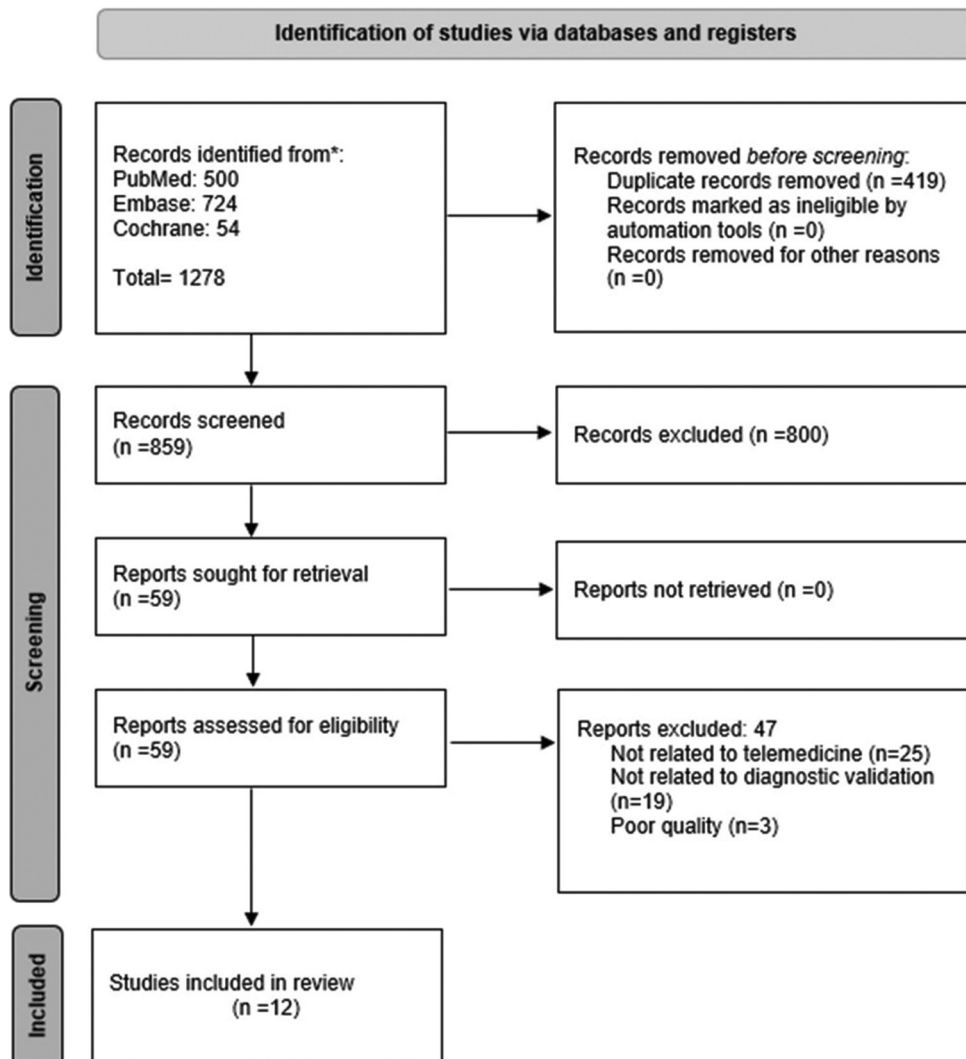 Identification of studies via databases and registers
Identification
Records identified from*:
PubMed: 500
Embase: 724
Cochrane: 54
Total= 1278
Records removed before screening:
Duplicate records removed (n =419)
Records marked as ineligible by
automation tools (n =0)
Records removed for other reasons
(n =0)
Screening
Records screened
(n =859)
Records excluded (n =800)
Reports sought for retrieval
(n =59)
Reports not retrieved (n =0)
Reports assessed for eligibility
(n =59)
Reports excluded: 47
Not related to telemedicine (n=25)
Not related to diagnostic validation
(n=19)
Poor quality (n=3)
Included
Studies included in review
(n =12)